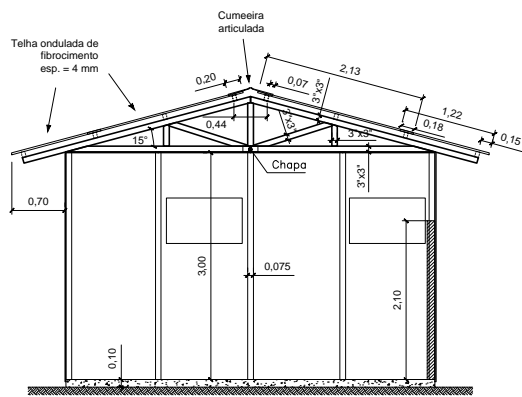 Cumeeira
articulada
Telha ondulada de
fibrocimento
esp. = 4 mm
2,13
0,20
0,07
3"x3"
1,22
0,18
0,15
0,44
2"x3"
3"x3"
15°
Chapa
3"x3"
0,70
3,00
0,075
2,10
0,10